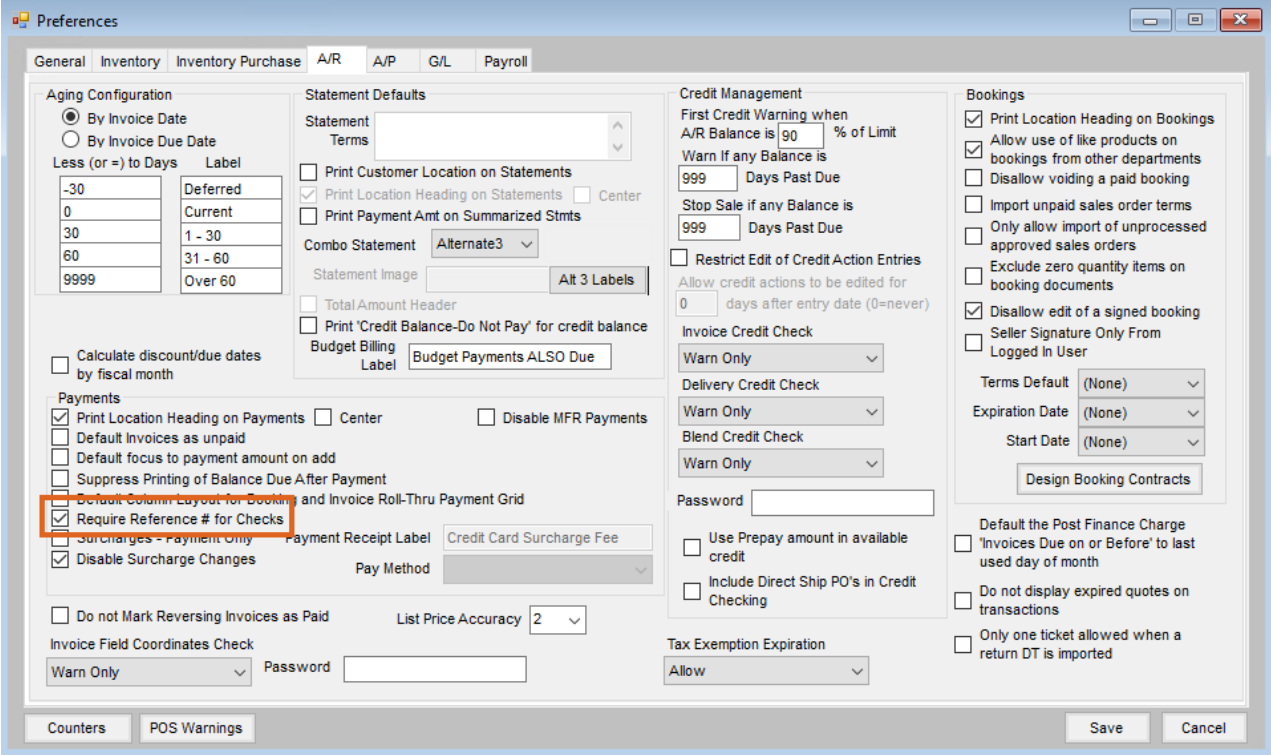 Preferences
General Inventory Inventory Purchase A/R A/P G/L Payroll
Aging Configuration
By Invoice Date
By Invoice Due Date
Less (or =) to Days Label
-30 Deferred
0 Current
30 1 - 30
60 31 - 60
9999 Over 60
Calculate discount/due dates
by fiscal month
Statement Defaults
Statement
Terms
Print Customer Location on Statements
Print Location Heading on Statements Center
Print Payment Amt on Summarized Stmts
Combo Statement Alternate3
Statement Image Alt 3 Labels
Total Amount Header
Print 'Credit Balance-Do Not Pay' for credit balance
Budget Billing
Label Budget Payments ALSO Due
Payments
Print Location Heading on Payments Center Disable MFR Payments
Default Invoices as unpaid
Default focus to payment amount on add
Suppress Printing of Balance Due After Payment
Default Column Layout for Booking and Invoice Roll-Thru Payment Grid
Require Reference # for Checks
Surcharges - Payment Only Payment Receipt Label Credit Card Surcharge Fee
Disable Surcharge Changes Pay Method
Do not Mark Reversing Invoices as Paid List Price Accuracy 2
Invoice Field Coordinates Check
Warn Only Password
Credit Management
First Credit Warning when
A/R Balance is 90 % of Limit
Warn If any Balance is
999 Days Past Due
Stop Sale if any Balance is
999 Days Past Due
Restrict Edit of Credit Action Entries
Allow credit actions to be edited for
0 days after entry date (0=never)
Invoice Credit Check
Warn Only
Delivery Credit Check
Warn Only
Blend Credit Check
Warn Only
Password
Use Prepay amount in available
credit
Include Direct Ship PO's in Credit
Checking
Tax Exemption Expiration
Allow
Bookings
Print Location Heading on Bookings
Allow use of like products on
bookings from other departments
Disallow voiding a paid booking
Import unpaid sales order terms
Only allow import of unprocessed
approved sales orders
Exclude zero quantity items on
booking documents
Disallow edit of a signed booking
Seller Signature Only From
Logged In User
Terms Default (None)
Expiration Date (None)
Start Date (None)
Design Booking Contracts
Default the Post Finance Charge
'Invoices Due on or Before' to last
used day of month
Do not display expired quotes on
transactions
Only one ticket allowed when a
return DT is imported
Counters POS Warnings Save Cancel